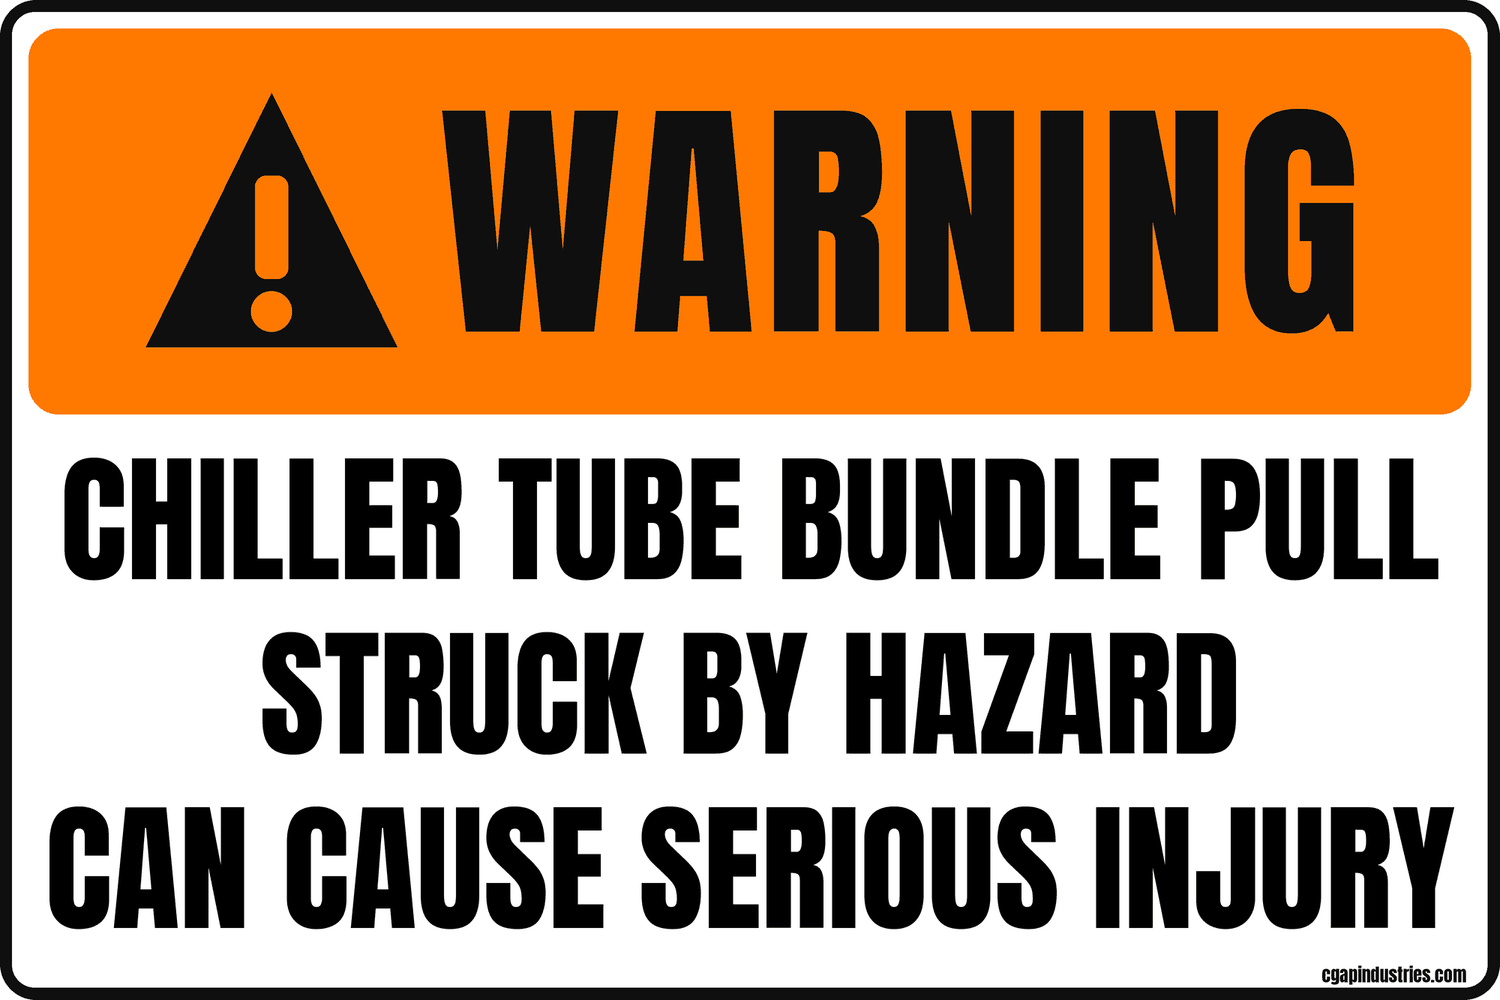 WARNING
CHILLER TUBE BUNDLE PULL
STRUCK BY HAZARD
CAN CAUSE SERIOUS INJURY
cgapindustries.com